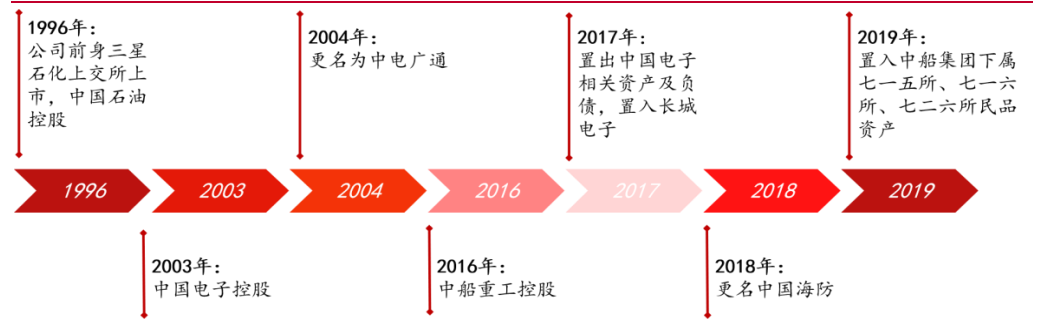 1996年：
公司前身三星
石化上交所上
市，中国石油
控股
2004年：
更名为中电广通
2017年：
置出中国电子
相关资产及负
债，置入长城
电子
2019年：
置入中船集团下属
七一五所、七一六
所、七二六所民品
资产
1996
2003
2004
2016
2017
2018
2019
2003年：
中国电子控股
2016年：
中船重工控股
2018年：
更名中国海防